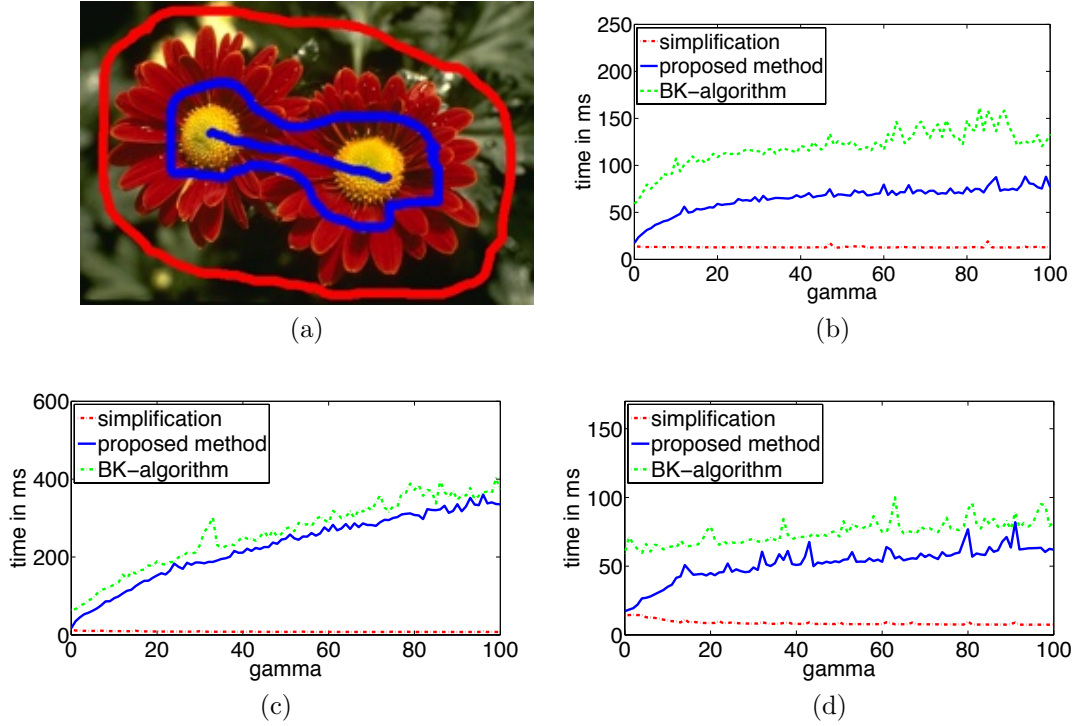 (a)
250
200
150
100
50
0
time in ms
simplification
proposed method
BK-algorithm
0 20 40 60 80 100
gamma
(b)
600
400
200
0
time in ms
simplification
proposed method
BK-algorithm
0 20 40 60 80 100
gamma
(c)
150
100
50
0
time in ms
simplification
proposed method
BK-algorithm
0 20 40 60 80 100
gamma
(d)